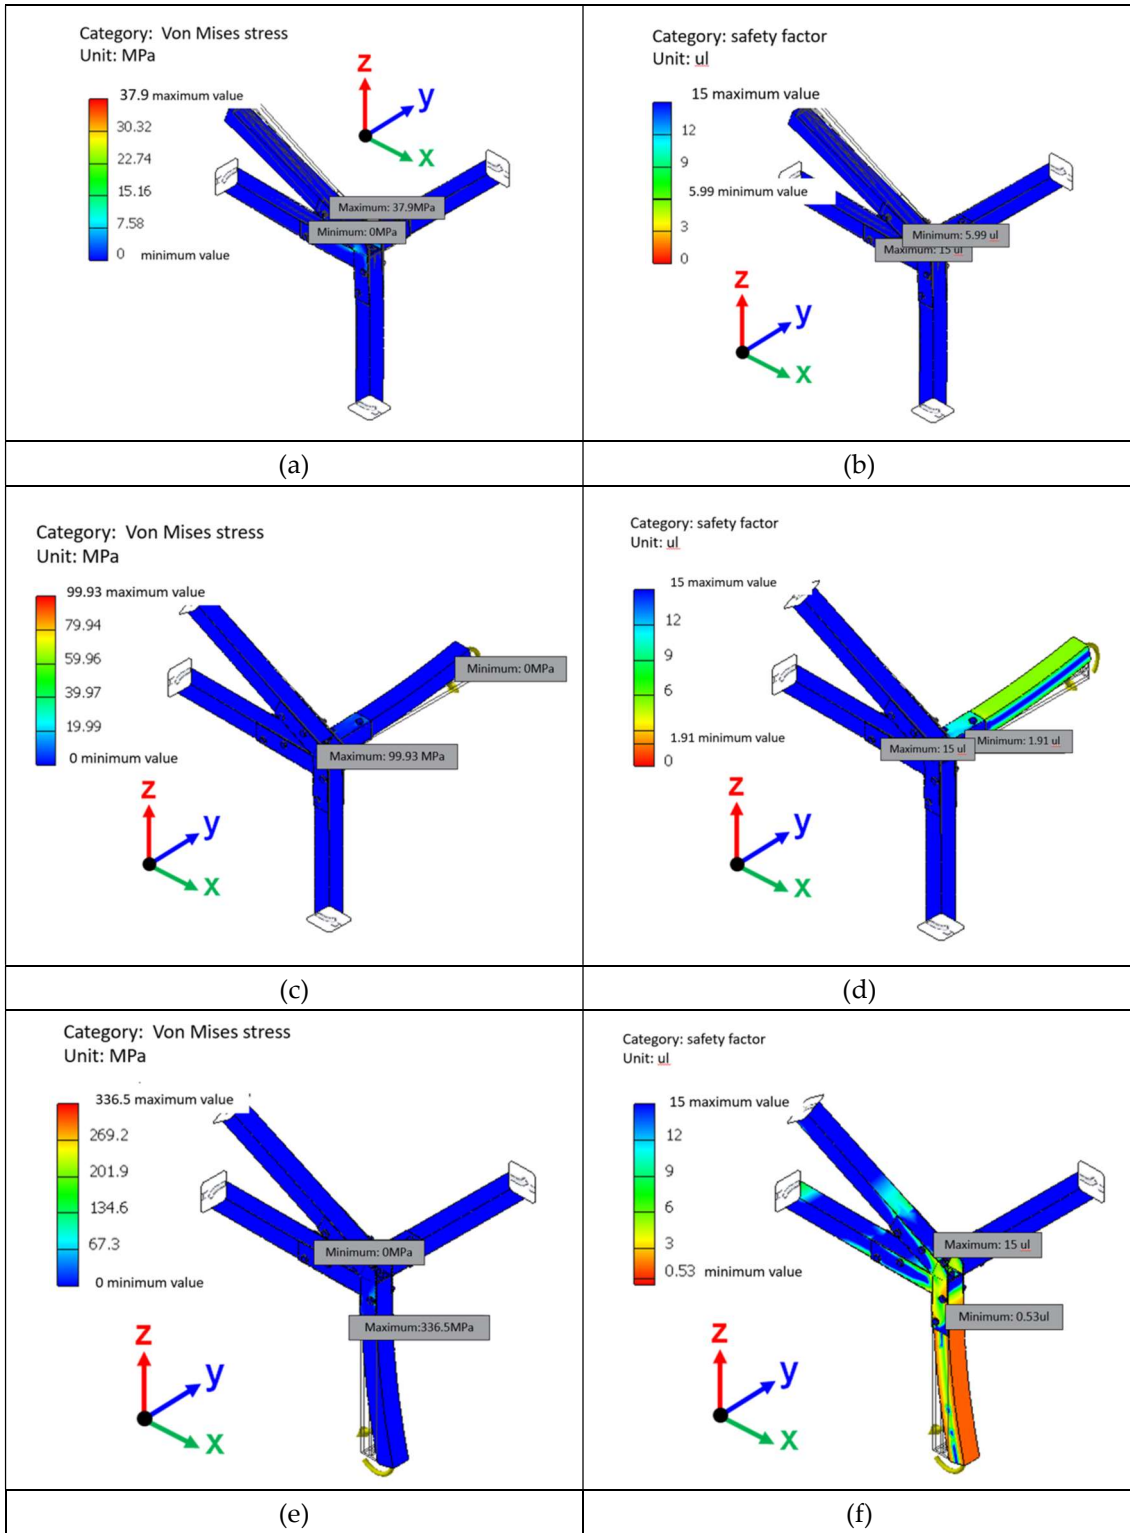 Category: Von Mises stress
Unit: MPa
37.9 maximum value
30.32
22.74
15.16
7.58
0 minimum value
z
y
x
Maximum: 37.9MPa
Minimum: 0MPa
Category: safety factor
Unit: ul
15 maximum value
12
9
5.99 minimum value
3
0
Minimum: 5.99 ul
Maximum: 15 ul
z
y
x
(a)
(b)
Category: Von Mises stress
Unit: MPa
99.93 maximum value
79.94
59.96
39.97
19.99
0 minimum value
Minimum: 0MPa
Maximum: 99.93 MPa
z
y
x
Category: safety factor
Unit: ul
15 maximum value
12
9
6
1.91 minimum value
0
Maximum: 15 ul
Minimum: 1.91 ul
z
y
x
(c)
(d)
Category: Von Mises stress
Unit: MPa
336.5 maximum value
269.2
201.9
134.6
67.3
0 minimum value
Minimum: 0MPa
Maximum:336.5MPa
z
y
x
Category: safety factor
Unit: ul
15 maximum value
12
9
6
3
0.53 minimum value
Maximum: 15 ul
Minimum: 0.53ul
z
y
x
(e)
(f)